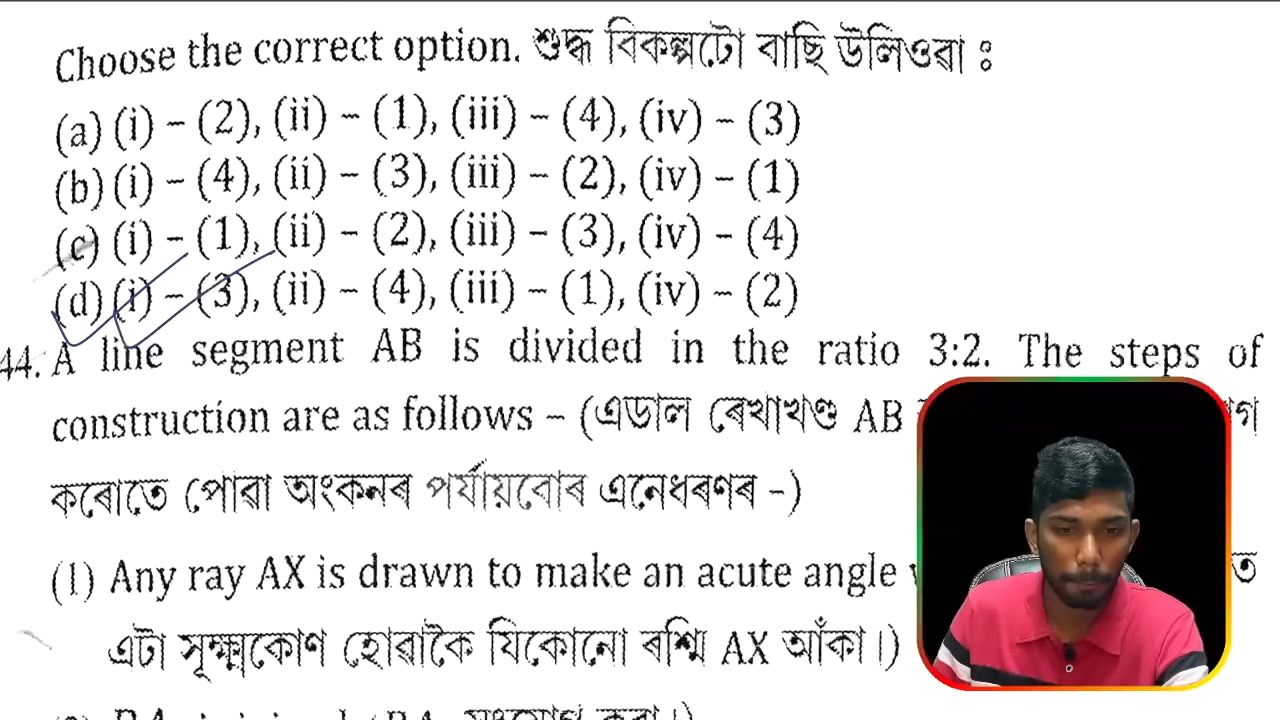 Choose the correct option. শুদ্ধ বিকল্পটো বাছি উলিওৱা ঃ
(a) (i) – (2), (ii) – (1), (iii) – (4), (iv) – (3)
(b) (i) – (4), (ii) – (3), (iii) – (2), (iv) – (1)
(c) (i) – (1), (ii) – (2), (iii) – (3), (iv) – (4)
(d) (i) – (3), (ii) – (4), (iii) – (1), (iv) – (2)
44. A line segment AB is divided in the ratio 3:2. The steps of
construction are as follows – (এডাল ৰেখাখণ্ড AB
কৰোতে পোৱা অংকনৰ পৰ্যায়বোৰ এনেধৰণৰ –)
(1) Any ray AX is drawn to make an acute angle
এটা সূক্ষ্মকোণ হোৱাকৈ যিকোনো ৰশ্মি AX আঁকা।)